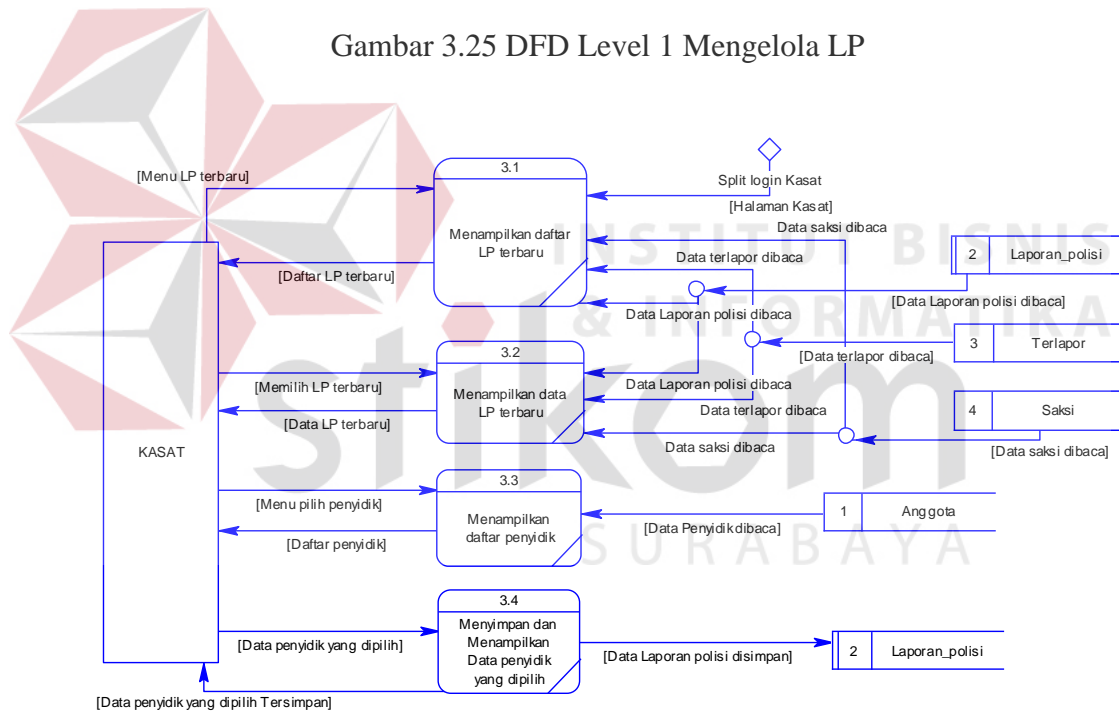 Gambar 3.25 DFD Level 1 Mengelola LP
3.1
[Menu LP terbaru]
Split login Kasat
[Halaman Kasat]
Menampilkan daftar
LP terbaru
Data saksi dibaca
INSTITUT BISNIS
2 Laporan_polisi
Data terlapor dibaca
[Daftar LP terbaru]
[Data Laporan polisi dibaca]
Data Laporan polisi dibaca
& INFORMATIKA
3.2
3 Terlapor
[Data terlapor dibaca]
[Memilih LP terbaru]
Menampilkan data
LP terbaru
Data Laporan polisi dibaca
Data terlapor dibaca
4 Saksi
[Data LP terbaru]
Data saksi dibaca
[Data saksi dibaca]
KASAT
stikom
3.3
[Menu pilih penyidik]
Menampilkan
daftar penyidik
1 Anggota
[Data Penyidik dibaca]
[Daftar penyidik]
SURABAYA
3.4
Menyimpan dan
Menampilkan
Data penyidik
yang dipilih
[Data penyidik yang dipilih]
[Data Laporan polisi disimpan]
2 Laporan_polisi
[Data penyidik yang dipilih Tersimpan]